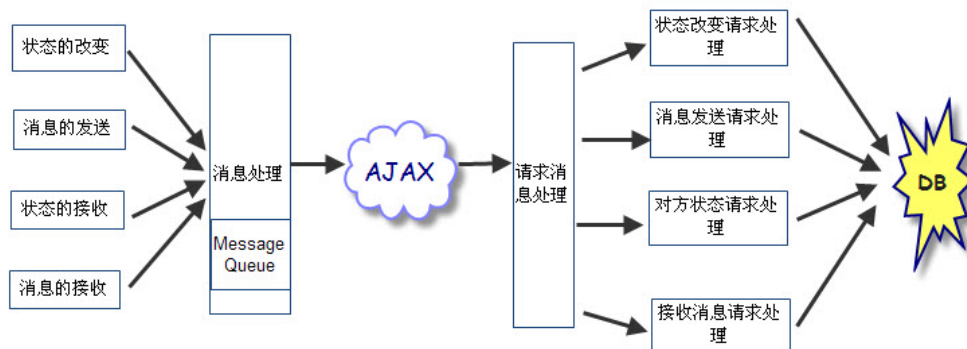 状态的改变
消息的发送
状态的接收
消息的接收
消息处理
Message
Queue
AJAX
请求消
息处理
状态改变请求处
理
消息发送请求处
理
对方状态请求处
理
接收消息请求处
理
DB